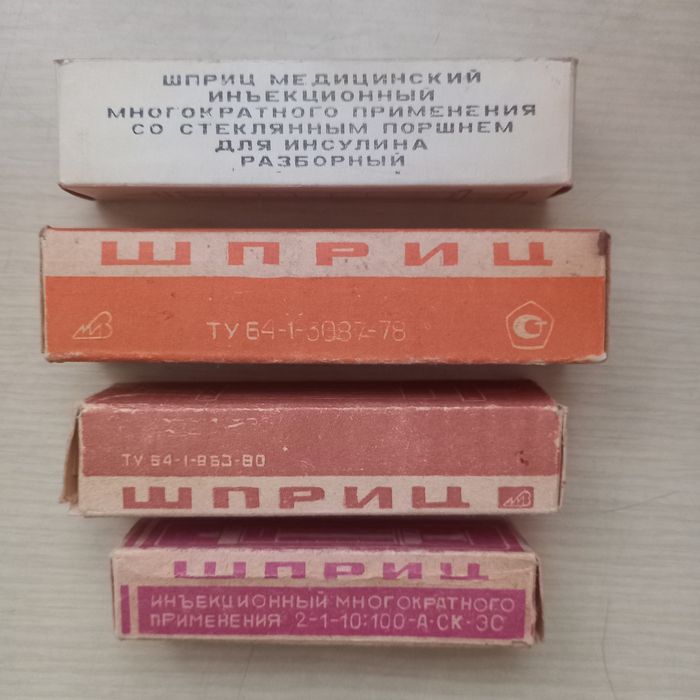 ШПРИЦ МЕДИЦИНСКИЙ
ИНЪЕКЦИОННЫЙ
МНОГОКРАТНОГО ПРИМЕНЕНИЯ
СО СТЕКЛЯННЫМ ПОРШНЕМ
ДЛЯ ИНСУЛИНА
РАЗБОРНЫЙ
ШПРИЦ
ТУ 64-1-3087-78
ТУ 64-1-863-80
ШПРИЦ
ШПРИЦ
ИНЪЕКЦИОННЫЙ МНОГОКРАТНОГО
ПРИМЕНЕНИЯ 2-1-10:100-А-СК-ЭС